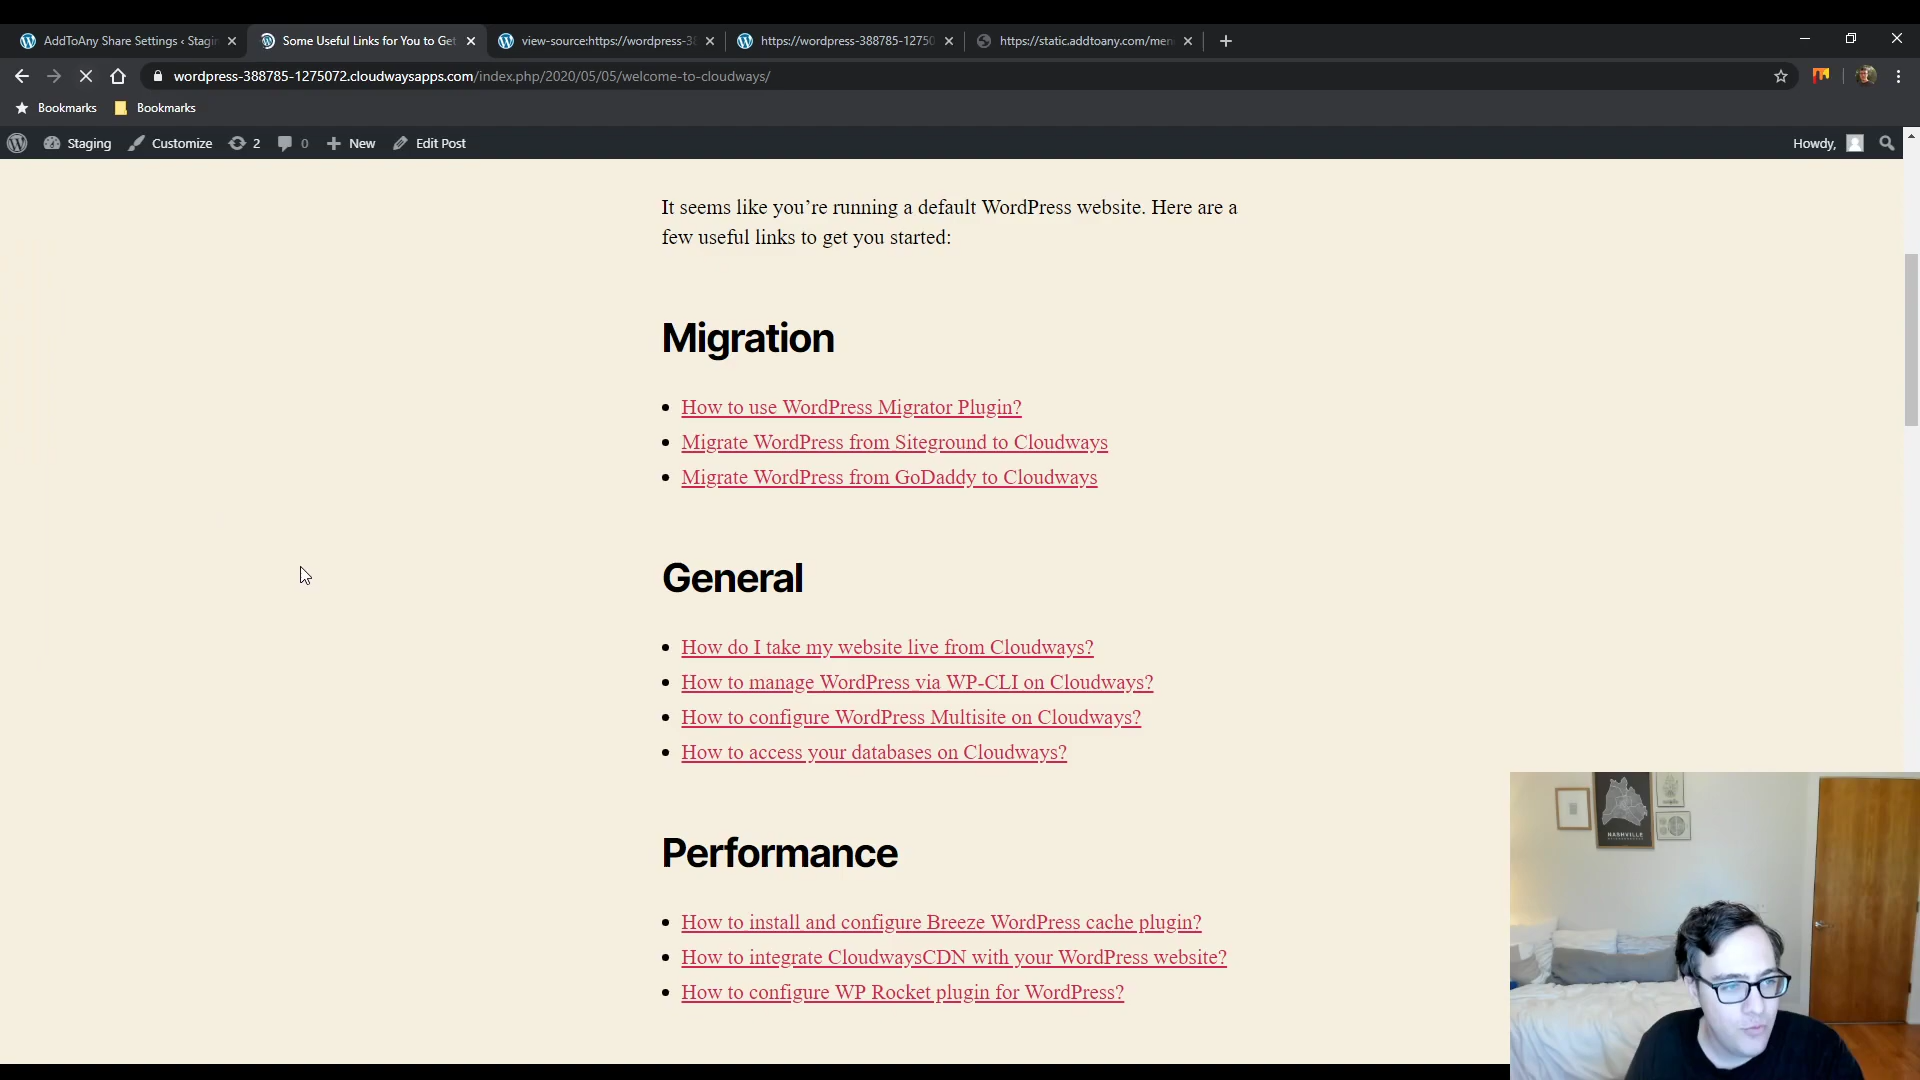 AddToAny Share Settings ‹ Stagin
Some Useful Links for You to Get
view-source:https://wordpress-38
https://wordpress-388785-12750
https://static.addtoany.com/men
wordpress-388785-1275072.cloudwaysapps.com/index.php/2020/05/05/welcome-to-cloudways/
Bookmarks
Bookmarks
Staging
Customize
2
0
New
Edit Post
Howdy,
It seems like you’re running a default WordPress website. Here are a
few useful links to get you started:
Migration
How to use WordPress Migrator Plugin?
Migrate WordPress from Siteground to Cloudways
Migrate WordPress from GoDaddy to Cloudways
General
How do I take my website live from Cloudways?
How to manage WordPress via WP-CLI on Cloudways?
How to configure WordPress Multisite on Cloudways?
How to access your databases on Cloudways?
Performance
How to install and configure Breeze WordPress cache plugin?
How to integrate CloudwaysCDN with your WordPress website?
How to configure WP Rocket plugin for WordPress?
NASHVILLE